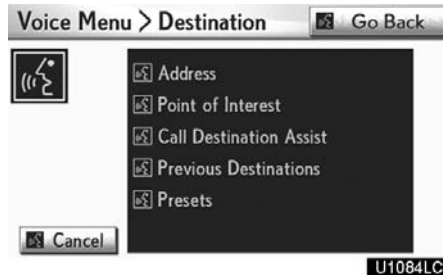 Voice Menu > Destination
Go Back
Address
Point of Interest
Call Destination Assist
Previous Destinations
Presets
Cancel
U1084LC